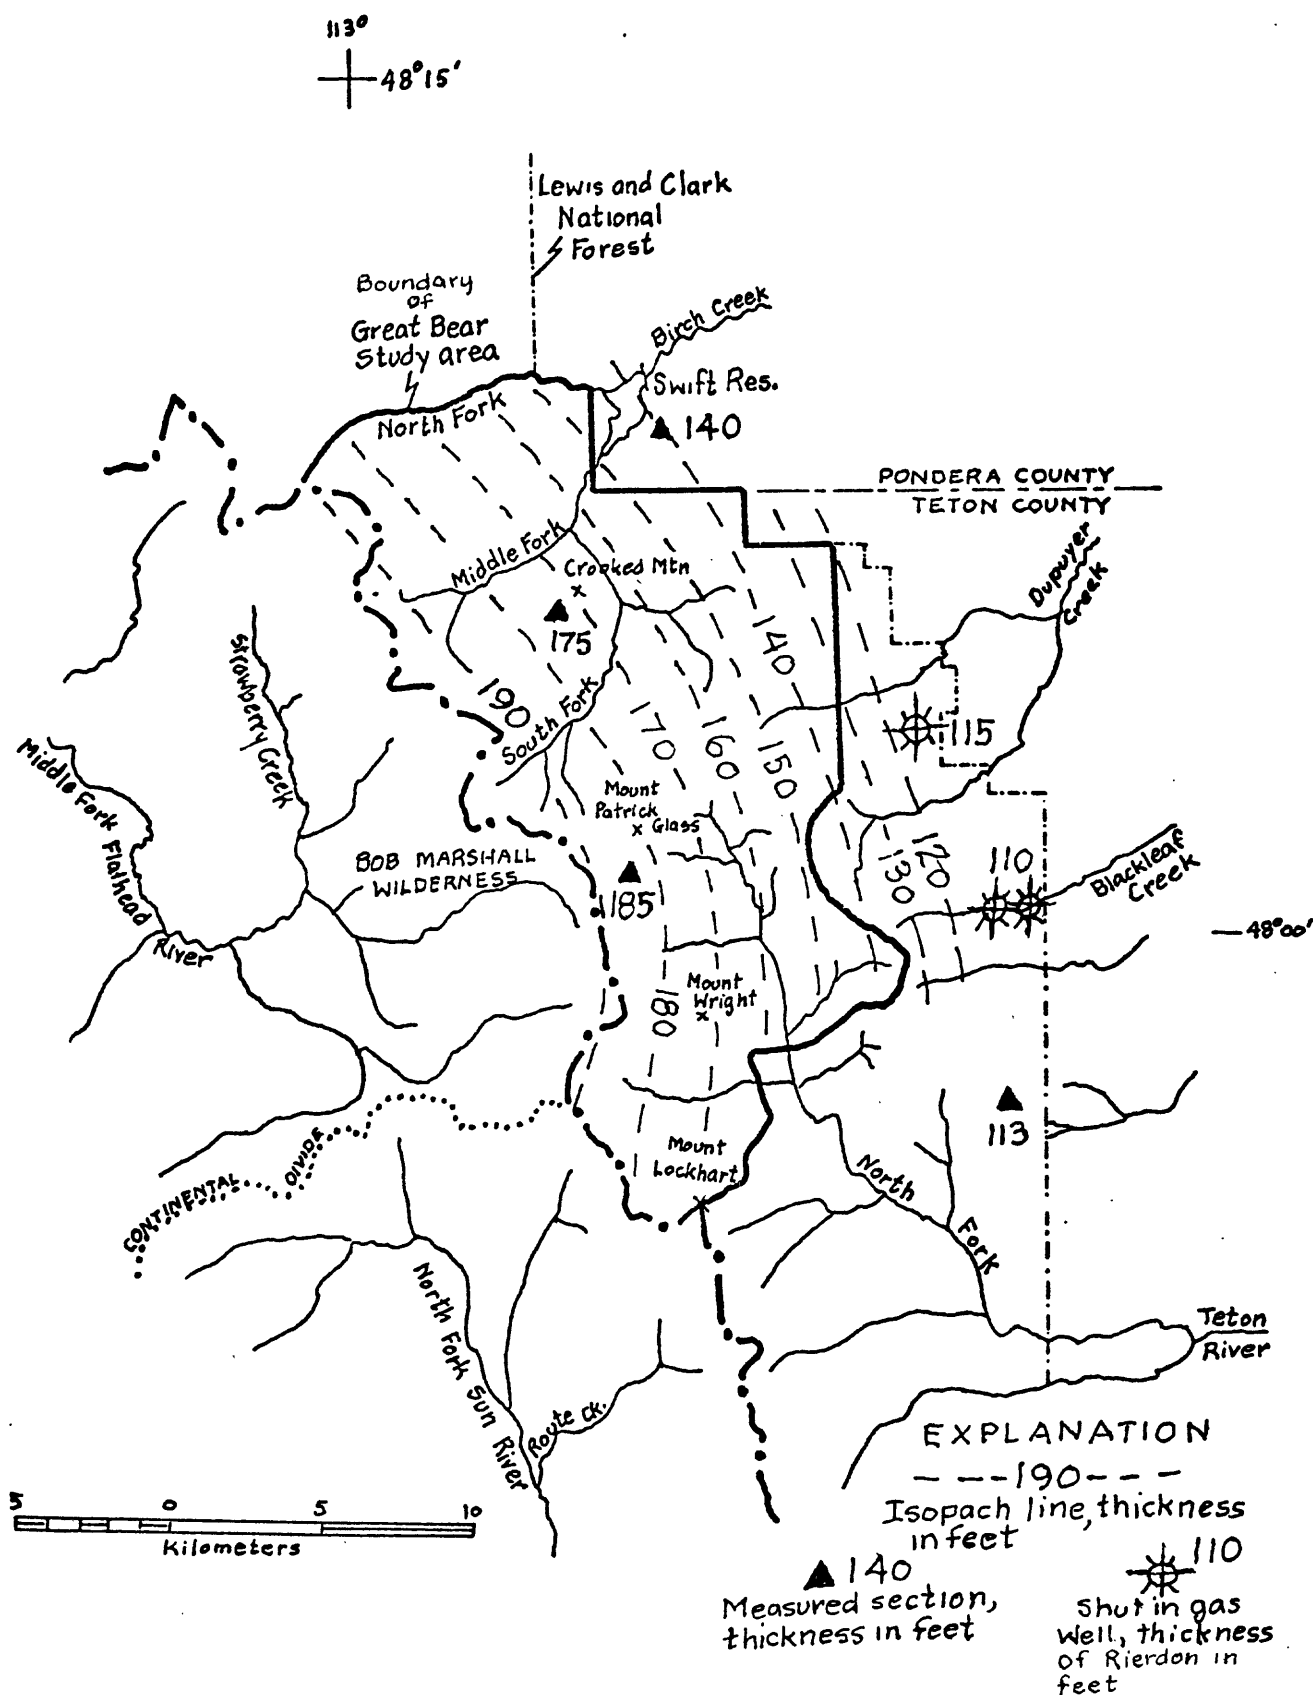 113°
48°15'
Lewis and Clark
National
Forest
Boundary
of
Great Bear
Study area
Birch Creek
Swift Res.
North Fork
140
PONDERA COUNTY
TETON COUNTY
Middle Fork
Crooked Mtn
x
175
Dupuyer
Creek
140
190
South Fork
170
160
150
115
Strawberry Creek
Middle Fork Flathead
River
Mount
Patrick
x Glass
BOB MARSHALL
WILDERNESS
185
120
130
110
Blackleaf
Creek
48°00'
Mount
Wright
x
180
113
Mount
Lockhart
x
CONTINENTAL
DIVIDE
North
Fork
North Fork Sun River
Route Ck.
Teton
River
EXPLANATION
---190---
Isopach line, thickness
in feet
140
Measured section,
thickness in feet
110
Shut in gas
Well, thickness
of Rierdon in
feet
5 0 5 10
Kilometers